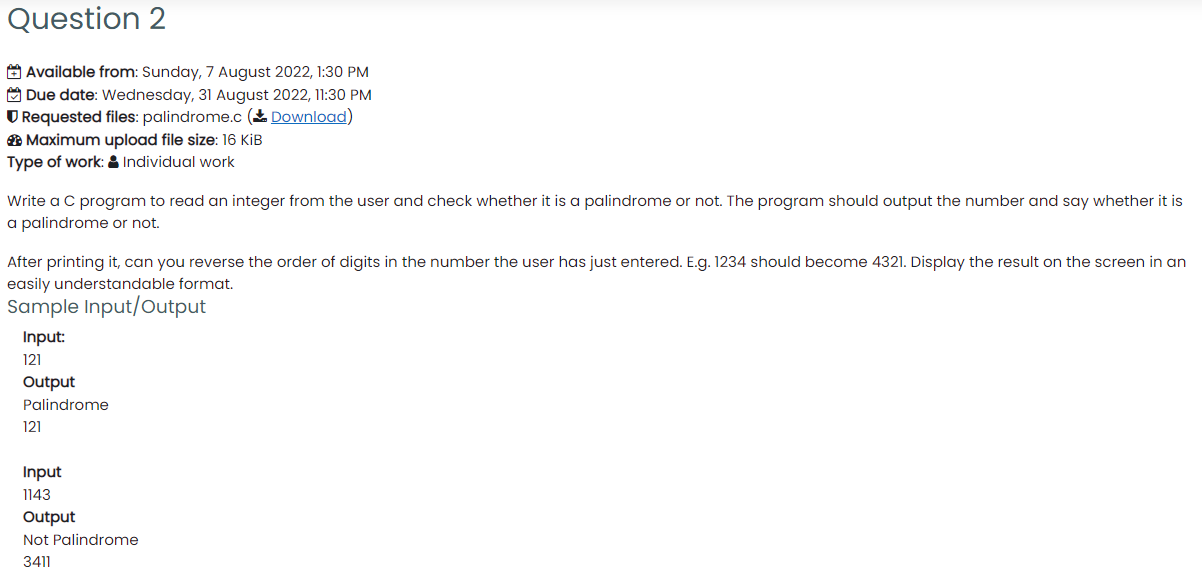 Question 2
Available from: Sunday, 7 August 2022, 1:30 PM
Due date: Wednesday, 31 August 2022, 11:30 PM
Requested files: palindrome.c (Download)
Maximum upload file size: 16 KiB
Type of work: Individual work
Write a C program to read an integer from the user and check whether it is a palindrome or not. The program should output the number and say whether it is
a palindrome or not.
After printing it, can you reverse the order of digits in the number the user has just entered. E.g. 1234 should become 4321. Display the result on the screen in an
easily understandable format.
Sample Input/Output
Input:
121
Output
Palindrome
121
Input
1143
Output
Not Palindrome
3411